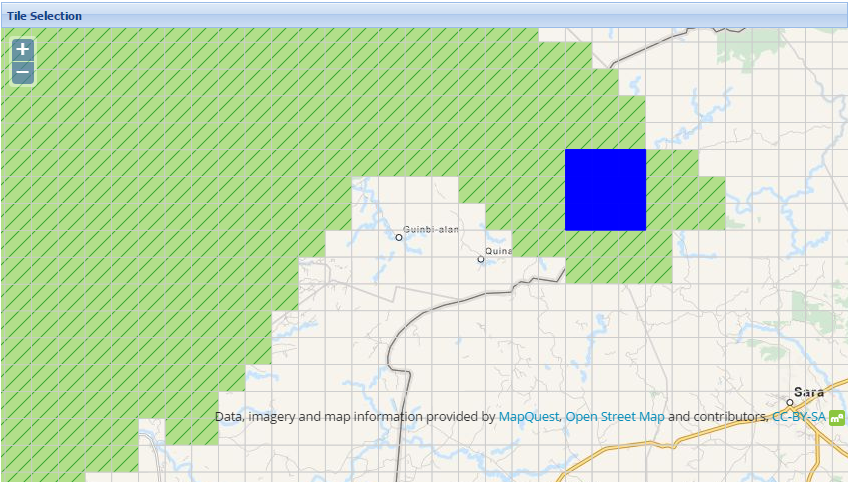 Tile Selection
+
−
Guinbi-alan
Quina
Sara
Data, imagery and map information provided by MapQuest, Open Street Map and contributors, CC-BY-SA m